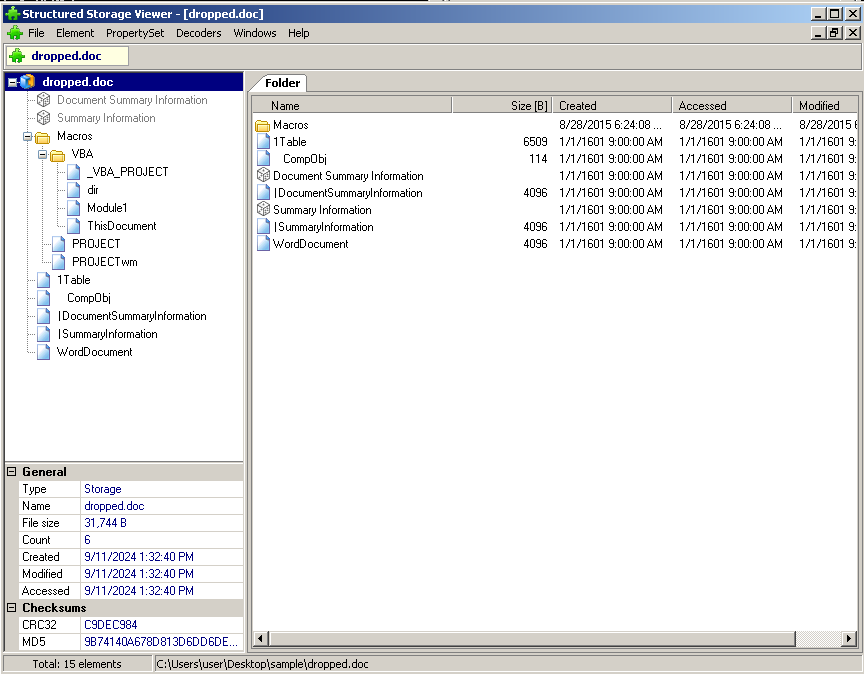 Structured Storage Viewer - [dropped.doc]
File Element PropertySet Decoders Windows Help
dropped.doc
dropped.doc
Document Summary Information
Summary Information
Macros
VBA
_VBA_PROJECT
dir
Module1
ThisDocument
PROJECT
PROJECTwm
1Table
CompObj
|DocumentSummaryInformation
|SummaryInformation
WordDocument
General
Type Storage
Name dropped.doc
File size 31,744 B
Count 6
Created 9/11/2024 1:32:40 PM
Modified 9/11/2024 1:32:40 PM
Accessed 9/11/2024 1:32:40 PM
Checksums
CRC32 C9DEC984
MD5 9B74140A678D813D6DD6DE...
Folder
Name Size [B] Created Accessed Modified
Macros 8/28/2015 6:24:08 ... 8/28/2015 6:24:08 ... 8/28/2015 6
1Table 6509 1/1/1601 9:00:00 AM 1/1/1601 9:00:00 AM 1/1/1601 9:
CompObj 114 1/1/1601 9:00:00 AM 1/1/1601 9:00:00 AM 1/1/1601 9:
Document Summary Information 1/1/1601 9:00:00 AM 1/1/1601 9:00:00 AM 1/1/1601 9:
|DocumentSummaryInformation 4096 1/1/1601 9:00:00 AM 1/1/1601 9:00:00 AM 1/1/1601 9:
Summary Information 1/1/1601 9:00:00 AM 1/1/1601 9:00:00 AM 1/1/1601 9:
|SummaryInformation 4096 1/1/1601 9:00:00 AM 1/1/1601 9:00:00 AM 1/1/1601 9:
WordDocument 4096 1/1/1601 9:00:00 AM 1/1/1601 9:00:00 AM 1/1/1601 9:
Total: 15 elements C:\Users\user\Desktop\sample\dropped.doc